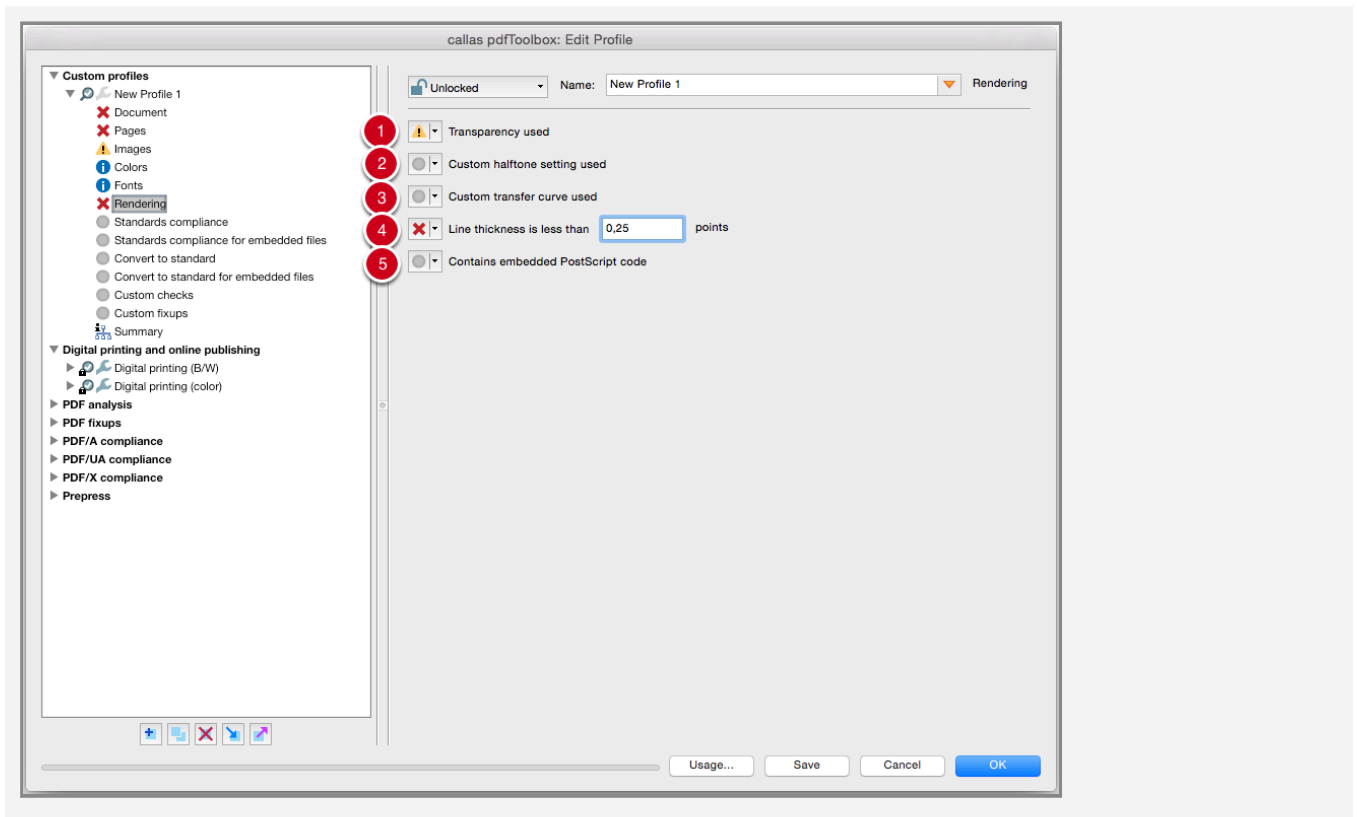 callas pdfToolbox: Edit Profile
Custom profiles
New Profile 1
Document
Pages
Images
Colors
Fonts
Rendering
Standards compliance
Standards compliance for embedded files
Convert to standard
Convert to standard for embedded files
Custom checks
Custom fixups
Summary
Digital printing and online publishing
Digital printing (B/W)
Digital printing (color)
PDF analysis
PDF fixups
PDF/A compliance
PDF/UA compliance
PDF/X compliance
Prepress
Unlocked Name: New Profile 1 Rendering
1 Transparency used
2 Custom halftone setting used
3 Custom transfer curve used
4 Line thickness is less than 0,25 points
5 Contains embedded PostScript code
Usage... Save Cancel OK